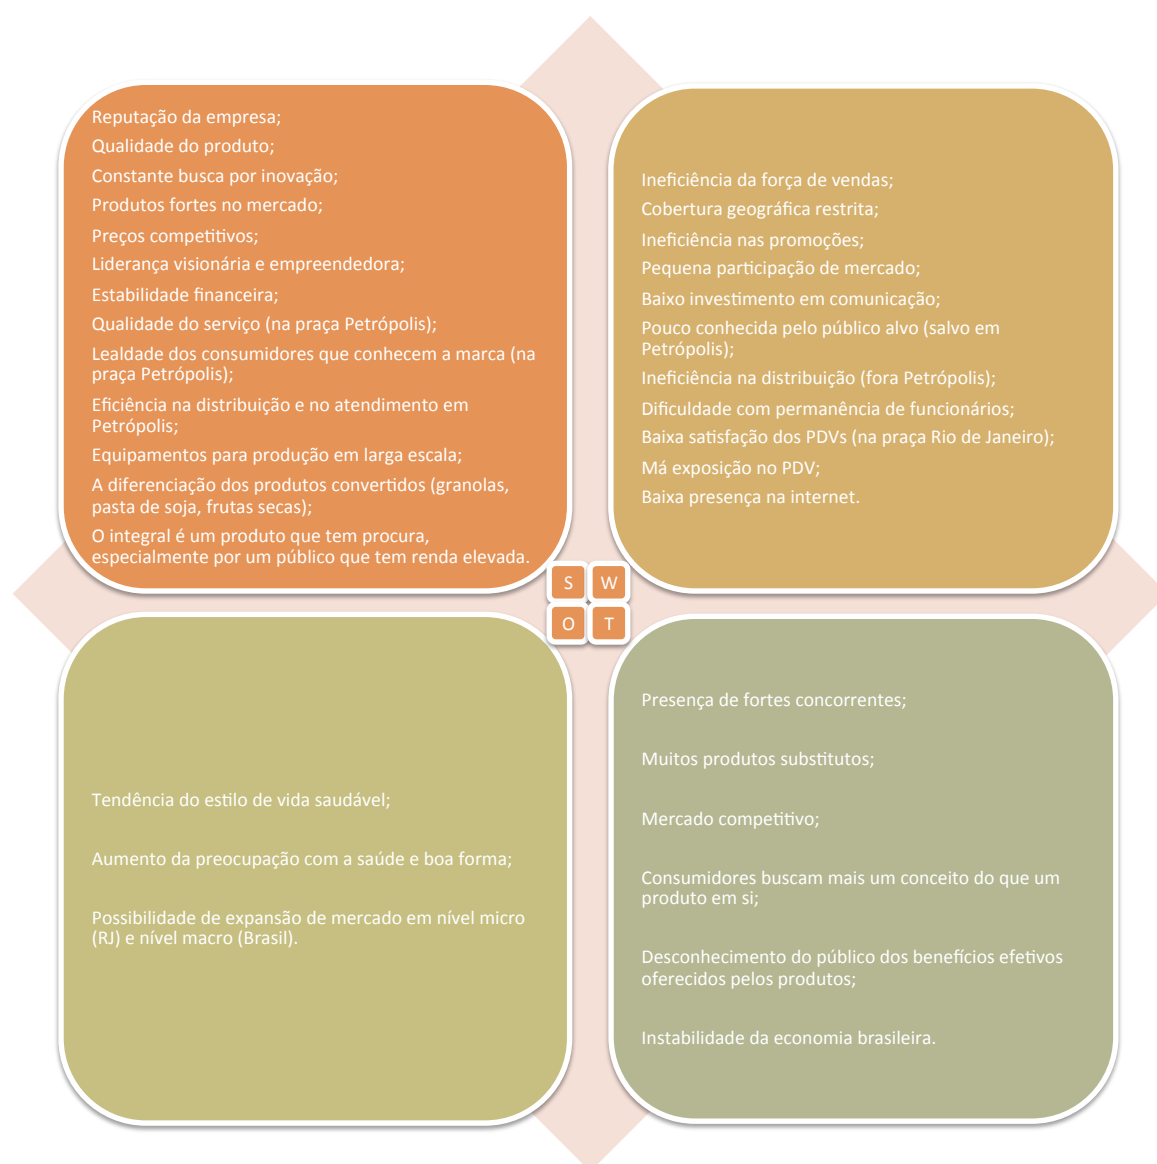 Reputação da empresa;
Qualidade do produto;
Constante busca por inovação;
Produtos fortes no mercado;
Preços competitivos;
Liderança visionária e empreendedora;
Estabilidade financeira;
Qualidade do serviço (na praça Petrópolis);
Lealdade dos consumidores que conhecem a marca (na
praça Petrópolis);
Eficiência na distribuição e no atendimento em
Petrópolis;
Equipamentos para produção em larga escala;
A diferenciação dos produtos convertidos (granolas,
pasta de soja, frutas secas);
O integral é um produto que tem procura,
especialmente por um público que tem renda elevada.
Ineficiência da força de vendas;
Cobertura geográfica restrita;
Ineficiência nas promoções;
Pequena participação de mercado;
Baixo investimento em comunicação;
Pouco conhecida pelo público alvo (salvo em
Petrópolis);
Ineficiência na distribuição (fora Petrópolis);
Dificuldade com permanência de funcionários;
Baixa satisfação dos PDVs (na praça Rio de Janeiro);
Má exposição no PDV;
Baixa presença na internet.
S W
O T
Tendência do estilo de vida saudável;
Aumento da preocupação com a saúde e boa forma;
Possibilidade de expansão de mercado em nível micro
(RJ) e nível macro (Brasil).
Presença de fortes concorrentes;
Muitos produtos substitutos;
Mercado competitivo;
Consumidores buscam mais um conceito do que um
produto em si;
Desconhecimento do público dos benefícios efetivos
oferecidos pelos produtos;
Instabilidade da economia brasileira.